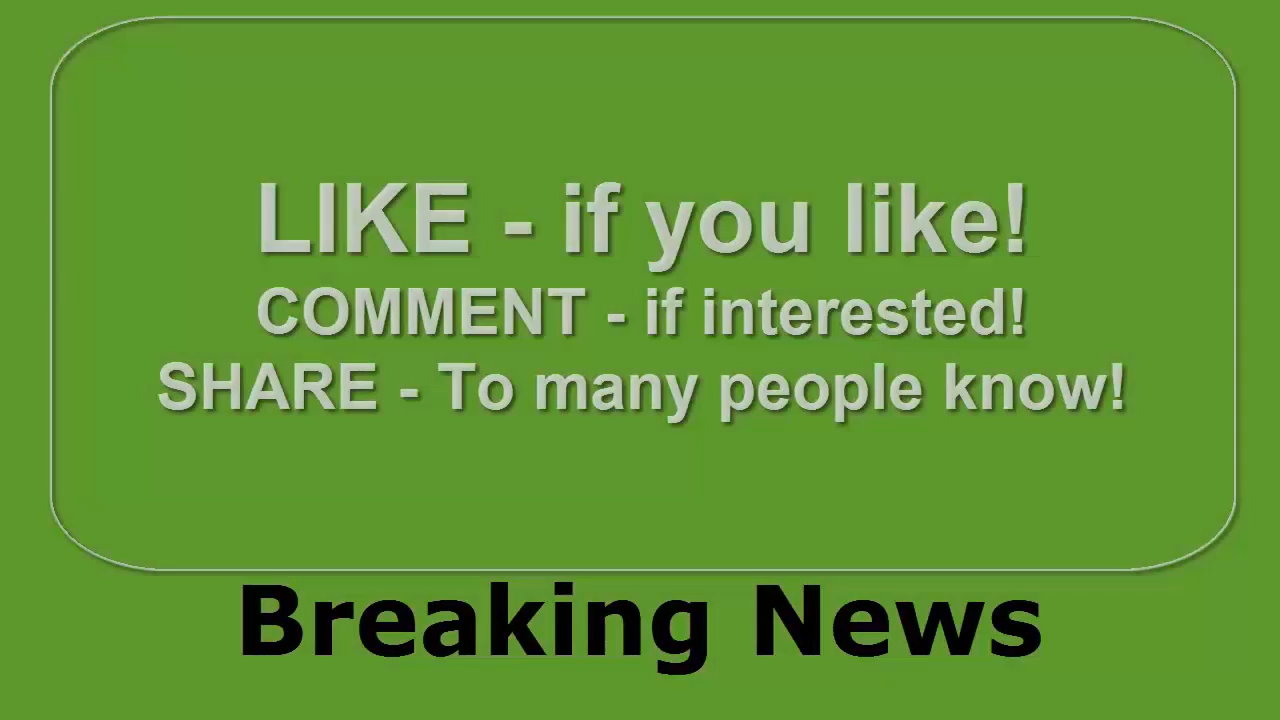 LIKE - if you like!
COMMENT - if interested!
SHARE - To many people know!
Breaking News